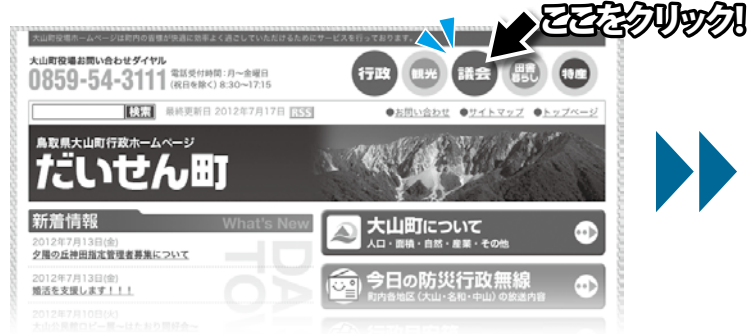 ここをクリック!
大山町役場ホームページは町内の皆様が快適に効率よく過ごしていただけるためにサービスを行っております。
大山町役場お問い合わせダイヤル
0859-54-3111 電話受付時間:月〜金曜日
(祝日を除く) 8:30〜17:15
行政 観光 議会 田舎暮らし 特産
検索 最終更新日 2012年7月17日 RSS ●お問い合わせ ●サイトマップ ●トップページ
鳥取県大山町行政ホームページ
だいせん町
新着情報 What's New
2012年7月13日(金)
夕陽の丘神田指定管理者募集について
2012年7月13日(金)
婚活を支援します!!!
2012年7月10日(火)
大山町について
人口・面積・自然・産業・その他
今日の防災行政無線
町内各地区(大山・名和・中山)の放送内容